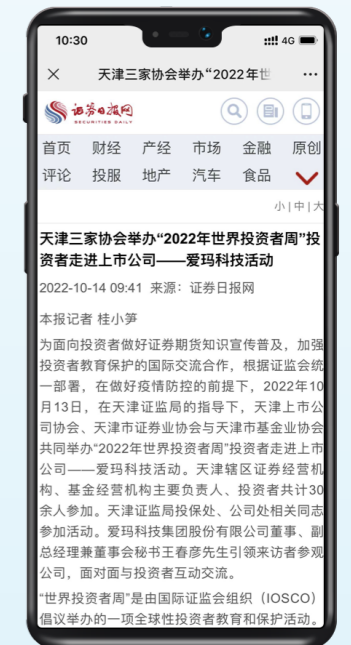 10:30
4G
天津三家协会举办“2022年世
证券日报网
SECURITIES DAILY
首页 财经 产经 市场 金融 原创
评论 投服 地产 汽车 食品
小|中|大
天津三家协会举办“2022年世界投资者周”投
资者走进上市公司——爱玛科技活动
2022-10-14 09:41 来源：证券日报网
本报记者 桂小笋
为面向投资者做好证券期货知识宣传普及，加强
投资者教育保护的国际交流合作，根据证监会统
一部署，在做好疫情防控的前提下，2022年10
月13日，在天津证监局的指导下，天津上市公
司协会、天津市证券业协会与天津市基金业协会
共同举办“2022年世界投资者周”投资者走进上市
公司——爱玛科技活动。天津辖区证券经营机
构、基金经营机构主要负责人、投资者共计30
余人参加。天津证监局投保处、公司处相关同志
参加活动。爱玛科技集团股份有限公司董事、副
总经理兼董事会秘书王春彦先生引领来访者参观
公司，面对面与投资者互动交流。
“世界投资者周”是由国际证监会组织（IOSCO）
倡议举办的一项全球性投资者教育和保护活动。